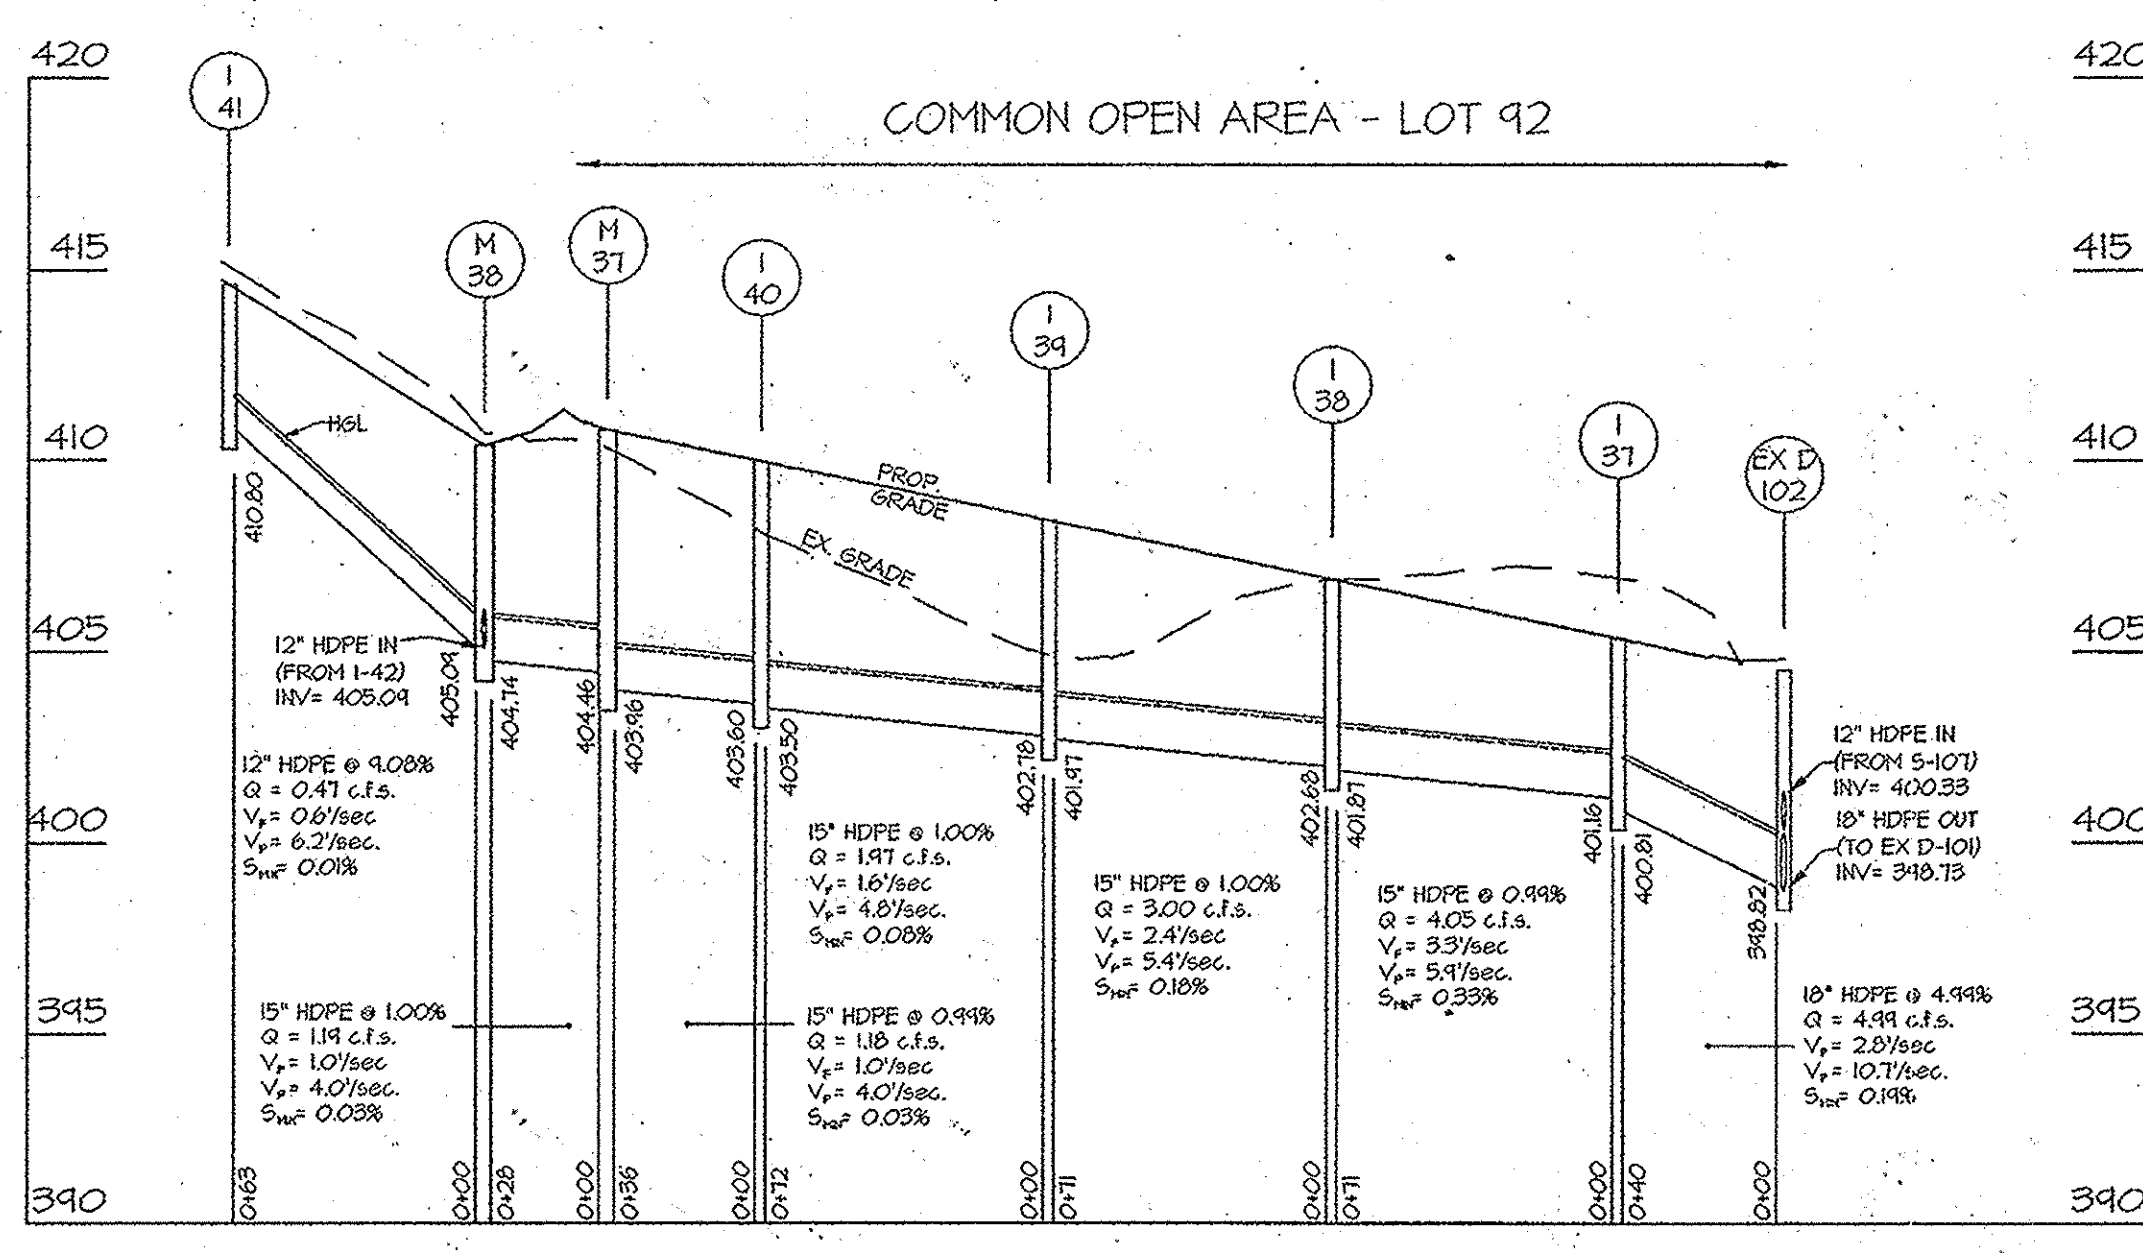 420
420
I
41
COMMON OPEN AREA - LOT 92
415
415
M
38
M
37
I
40
I
39
I
38
I
37
EX D
102
410
410
HGL
PROP.
GRADE
EX. GRADE
405
405
410.80
12" HDPE IN
(FROM I-42)
INV= 405.09
405.09
404.74
404.46
403.96
403.60
403.50
402.78
401.97
402.68
401.87
401.16
400.81
398.82
12" HDPE IN
(FROM S-107)
INV= 400.33
18" HDPE OUT
(TO EX D-101)
INV= 398.73
400
400
12" HDPE @ 9.08%
Q = 0.47 c.f.s.
VF= 0.6'/sec
VP= 6.2'/sec.
0.01%
15" HDPE @ 1.00%
Q = 1.97 c.f.s.
VF= 1.6'/sec
VP= 4.8'/sec.
0.08%
15" HDPE @ 1.00%
Q = 3.00 c.f.s.
VF= 2.4'/sec
VP= 5.4'/sec.
0.18%
15" HDPE @ 0.99%
Q = 4.05 c.f.s.
VF= 3.3'/sec
VP= 5.9'/sec.
0.33%
395
395
15" HDPE @ 1.00%
Q = 1.19 c.f.s.
VF= 1.0'/sec
VP= 4.0'/sec.
0.03%
15" HDPE @ 0.99%
Q = 1.18 c.f.s.
VF= 1.0'/sec
VP= 4.0'/sec.
0.03%
18" HDPE @ 4.99%
Q = 4.99 c.f.s.
VF= 2.8'/sec
VP= 10.7'/sec.
0.19%
390
390
0+63
0+00
0+28
0+00
0+36
0+00
0+72
0+00
0+71
0+00
0+71
0+00
0+40
0+00